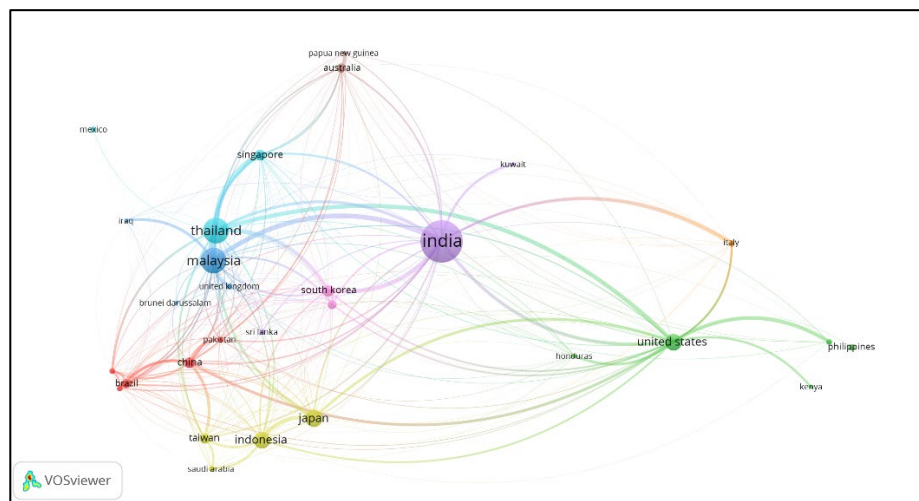 papua new guinea
australia
mexico
singapore
kuwait
iraq
thailand
india
italy
malaysia
united kingdom
south korea
brunei darussalam
sri lanka
pakistan
united states
philippines
honduras
china
brazil
kenya
japan
taiwan
indonesia
saudi arabia
VOSviewer